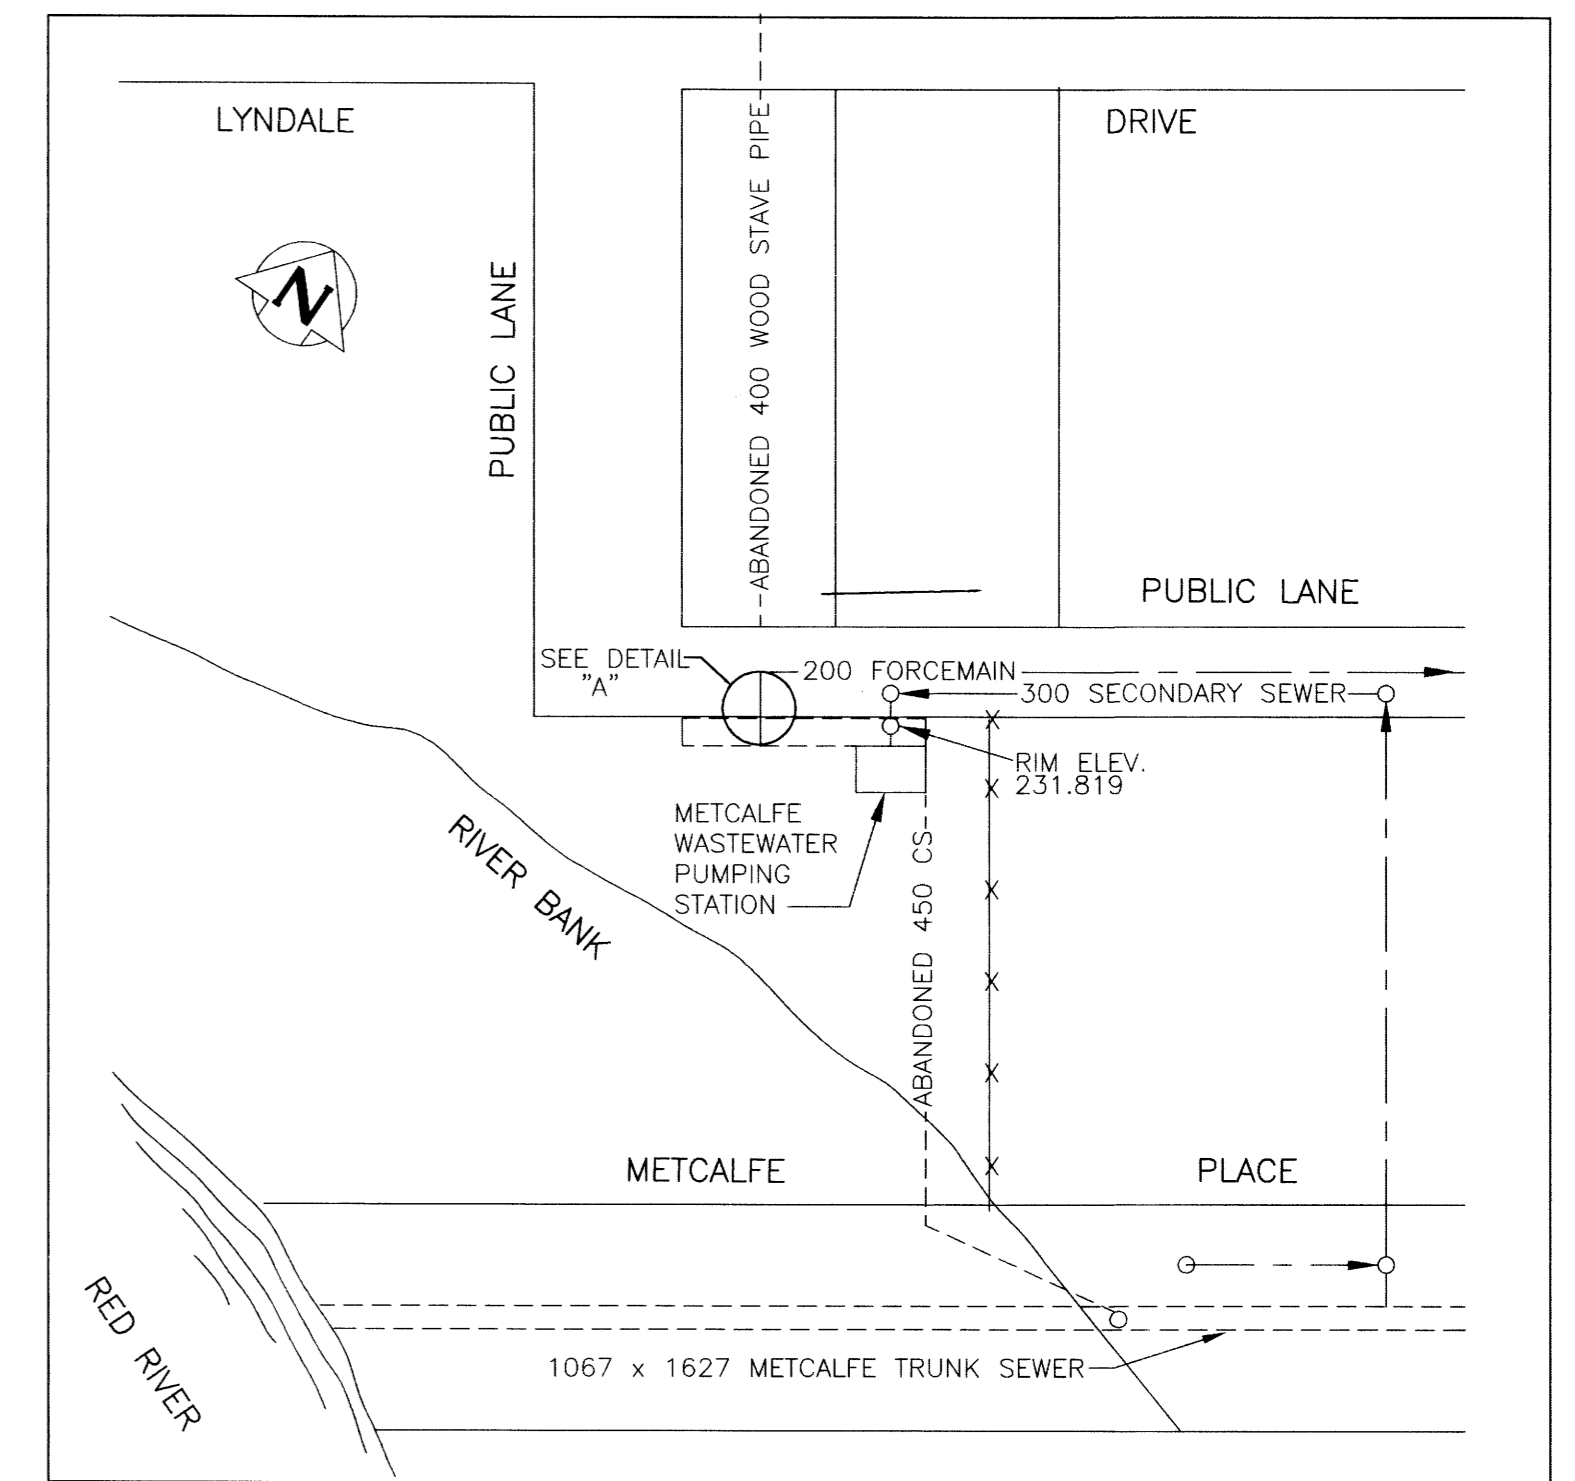 LYNDALE
DRIVE
N
PUBLIC LANE
ABANDONED 400 WOOD STAVE PIPE
PUBLIC LANE
SEE DETAIL
"A"
200 FORCEMAIN
300 SECONDARY SEWER
RIM ELEV.
231.819
METCALFE
WASTEWATER
PUMPING
STATION
RIVER BANK
ABANDONED 450 CS
METCALFE
PLACE
RED RIVER
1067 x 1627 METCALFE TRUNK SEWER